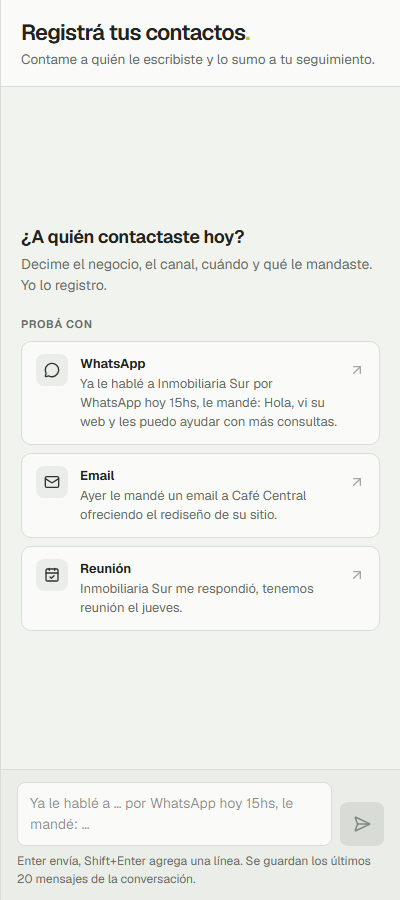 Registrá tus contactos.
Contame a quién le escribiste y lo sumo a tu seguimiento.
¿A quién contactaste hoy?
Decime el negocio, el canal, cuándo y qué le mandaste.
Yo lo registro.
PROBÁ CON
WhatsApp
Ya le hablé a Inmobiliaria Sur por
WhatsApp hoy 15hs, le mandé: Hola, vi su
web y les puedo ayudar con más consultas.
Email
Ayer le mandé un email a Café Central
ofreciendo el rediseño de su sitio.
Reunión
Inmobiliaria Sur me respondió, tenemos
reunión el jueves.
Ya le hablé a ... por WhatsApp hoy 15hs, le
mandé: ...
Enter envía, Shift+Enter agrega una línea. Se guardan los últimos
20 mensajes de la conversación.